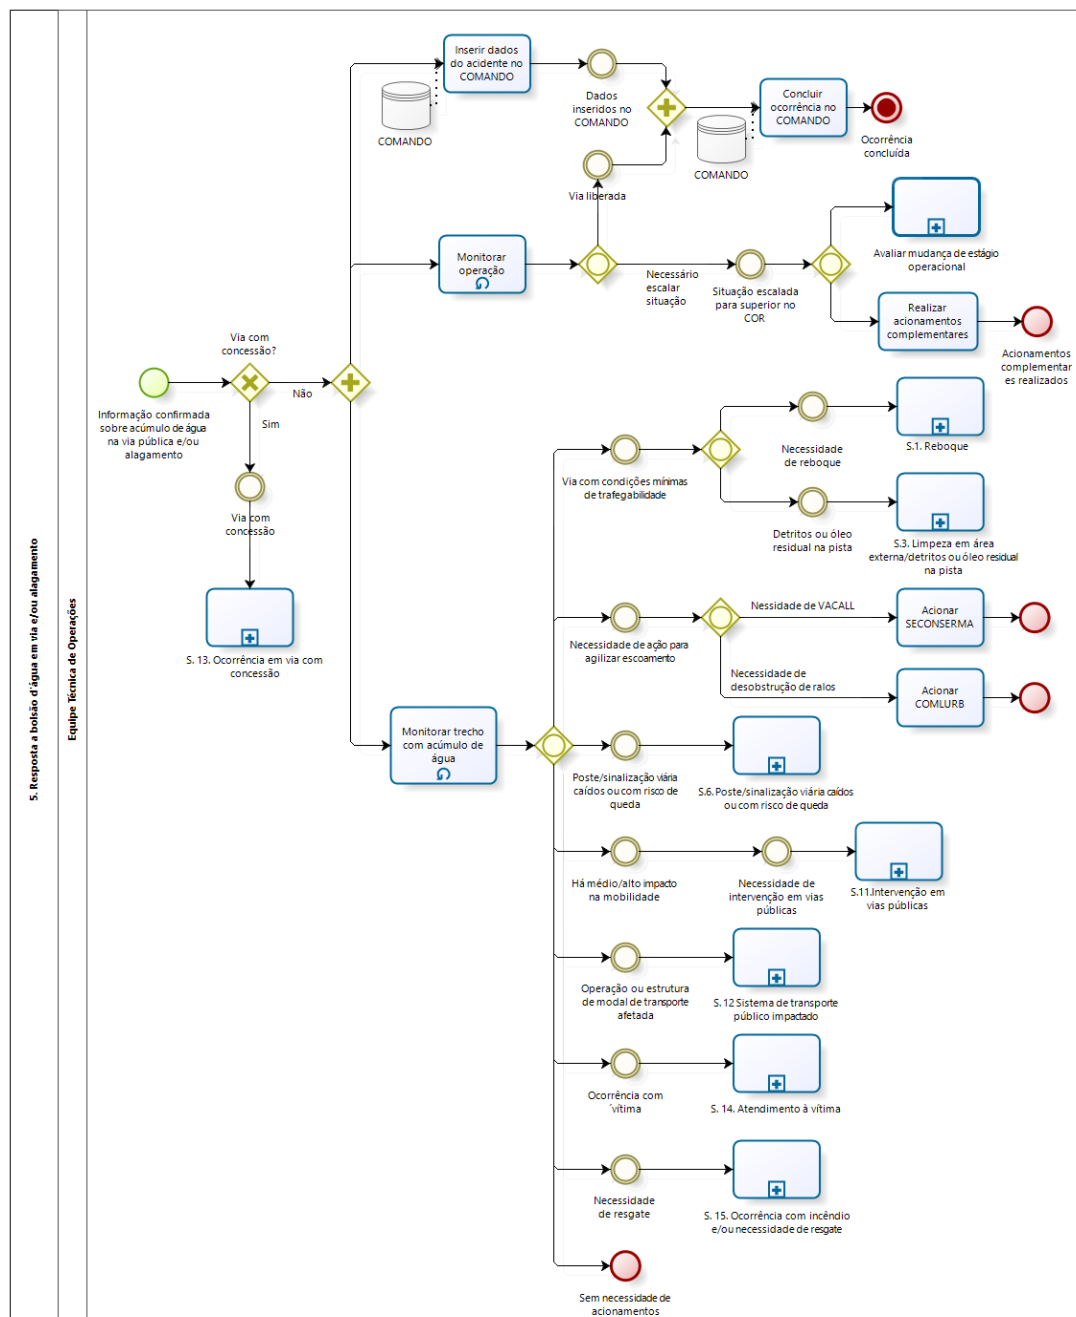 5. Resposta a bolsão d'água em via e/ou alagamento
Equipe Técnica de Operações
Inserir dados
do acidente no
COMANDO
COMANDO
Dados
inseridos no
COMANDO
Concluir
ocorrência no
COMANDO
COMANDO
Ocorrência
concluída
Via liberada
Monitorar
operação
Necessário
escalar
situação
Situação escalada
para superior no
COR
Avaliar mudança de estágio
operacional
Realizar
acionamentos
complementares
Acionamentos
complementar
es realizados
Via com
concessão?
Não
Sim
Informação confirmada
sobre acúmulo de água
na via pública e/ou
alagamento
Via com
concessão
S. 13. Ocorrência em via com
concessão
Via com condições mínimas
de trafegabilidade
Necessidade
de reboque
S.1. Reboque
Detritos ou óleo
residual na pista
S.3. Limpeza em área
externa/detritos ou óleo residual
na pista
Necessidade de ação para
agilizar escoamento
Nessidade de VACALL
Acionar
SECONSERMA
Necessidade de
desobstrução de ralos
Acionar
COMLURB
Monitorar trecho
com acúmulo de
água
Poste/sinalização viária
caídos ou com risco de
queda
S.6. Poste/sinalização viária caídos
ou com risco de queda
Há médio/alto impacto
na mobilidade
Necessidade de
intervenção em vias
públicas
S.11.Intervenção em
vias públicas
Operação ou estrutura
de modal de transporte
afetada
S. 12 Sistema de transporte
público impactado
Ocorrência com
´vítima
S. 14. Atendimento à vítima
Necessidade
de resgate
S. 15. Ocorrência com incêndio
e/ou necessidade de resgate
Sem necessidade de
acionamentos